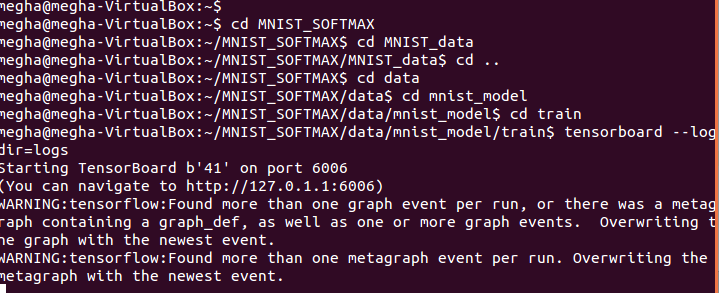 megha@megha-VirtualBox:~$
megha@megha-VirtualBox:~$ cd MNIST_SOFTMAX
megha@megha-VirtualBox:~/MNIST_SOFTMAX$ cd MNIST_data
megha@megha-VirtualBox:~/MNIST_SOFTMAX/MNIST_data$ cd ..
megha@megha-VirtualBox:~/MNIST_SOFTMAX$ cd data
megha@megha-VirtualBox:~/MNIST_SOFTMAX/data$ cd mnist_model
megha@megha-VirtualBox:~/MNIST_SOFTMAX/data/mnist_model$ cd train
megha@megha-VirtualBox:~/MNIST_SOFTMAX/data/mnist_model/train$ tensorboard --log
dir=logs
Starting TensorBoard b'41' on port 6006
(You can navigate to http://127.0.1.1:6006)
WARNING:tensorflow:Found more than one graph event per run, or there was a metag
raph containing a graph_def, as well as one or more graph events.  Overwriting t
he graph with the newest event.
WARNING:tensorflow:Found more than one metagraph event per run. Overwriting the
metagraph with the newest event.